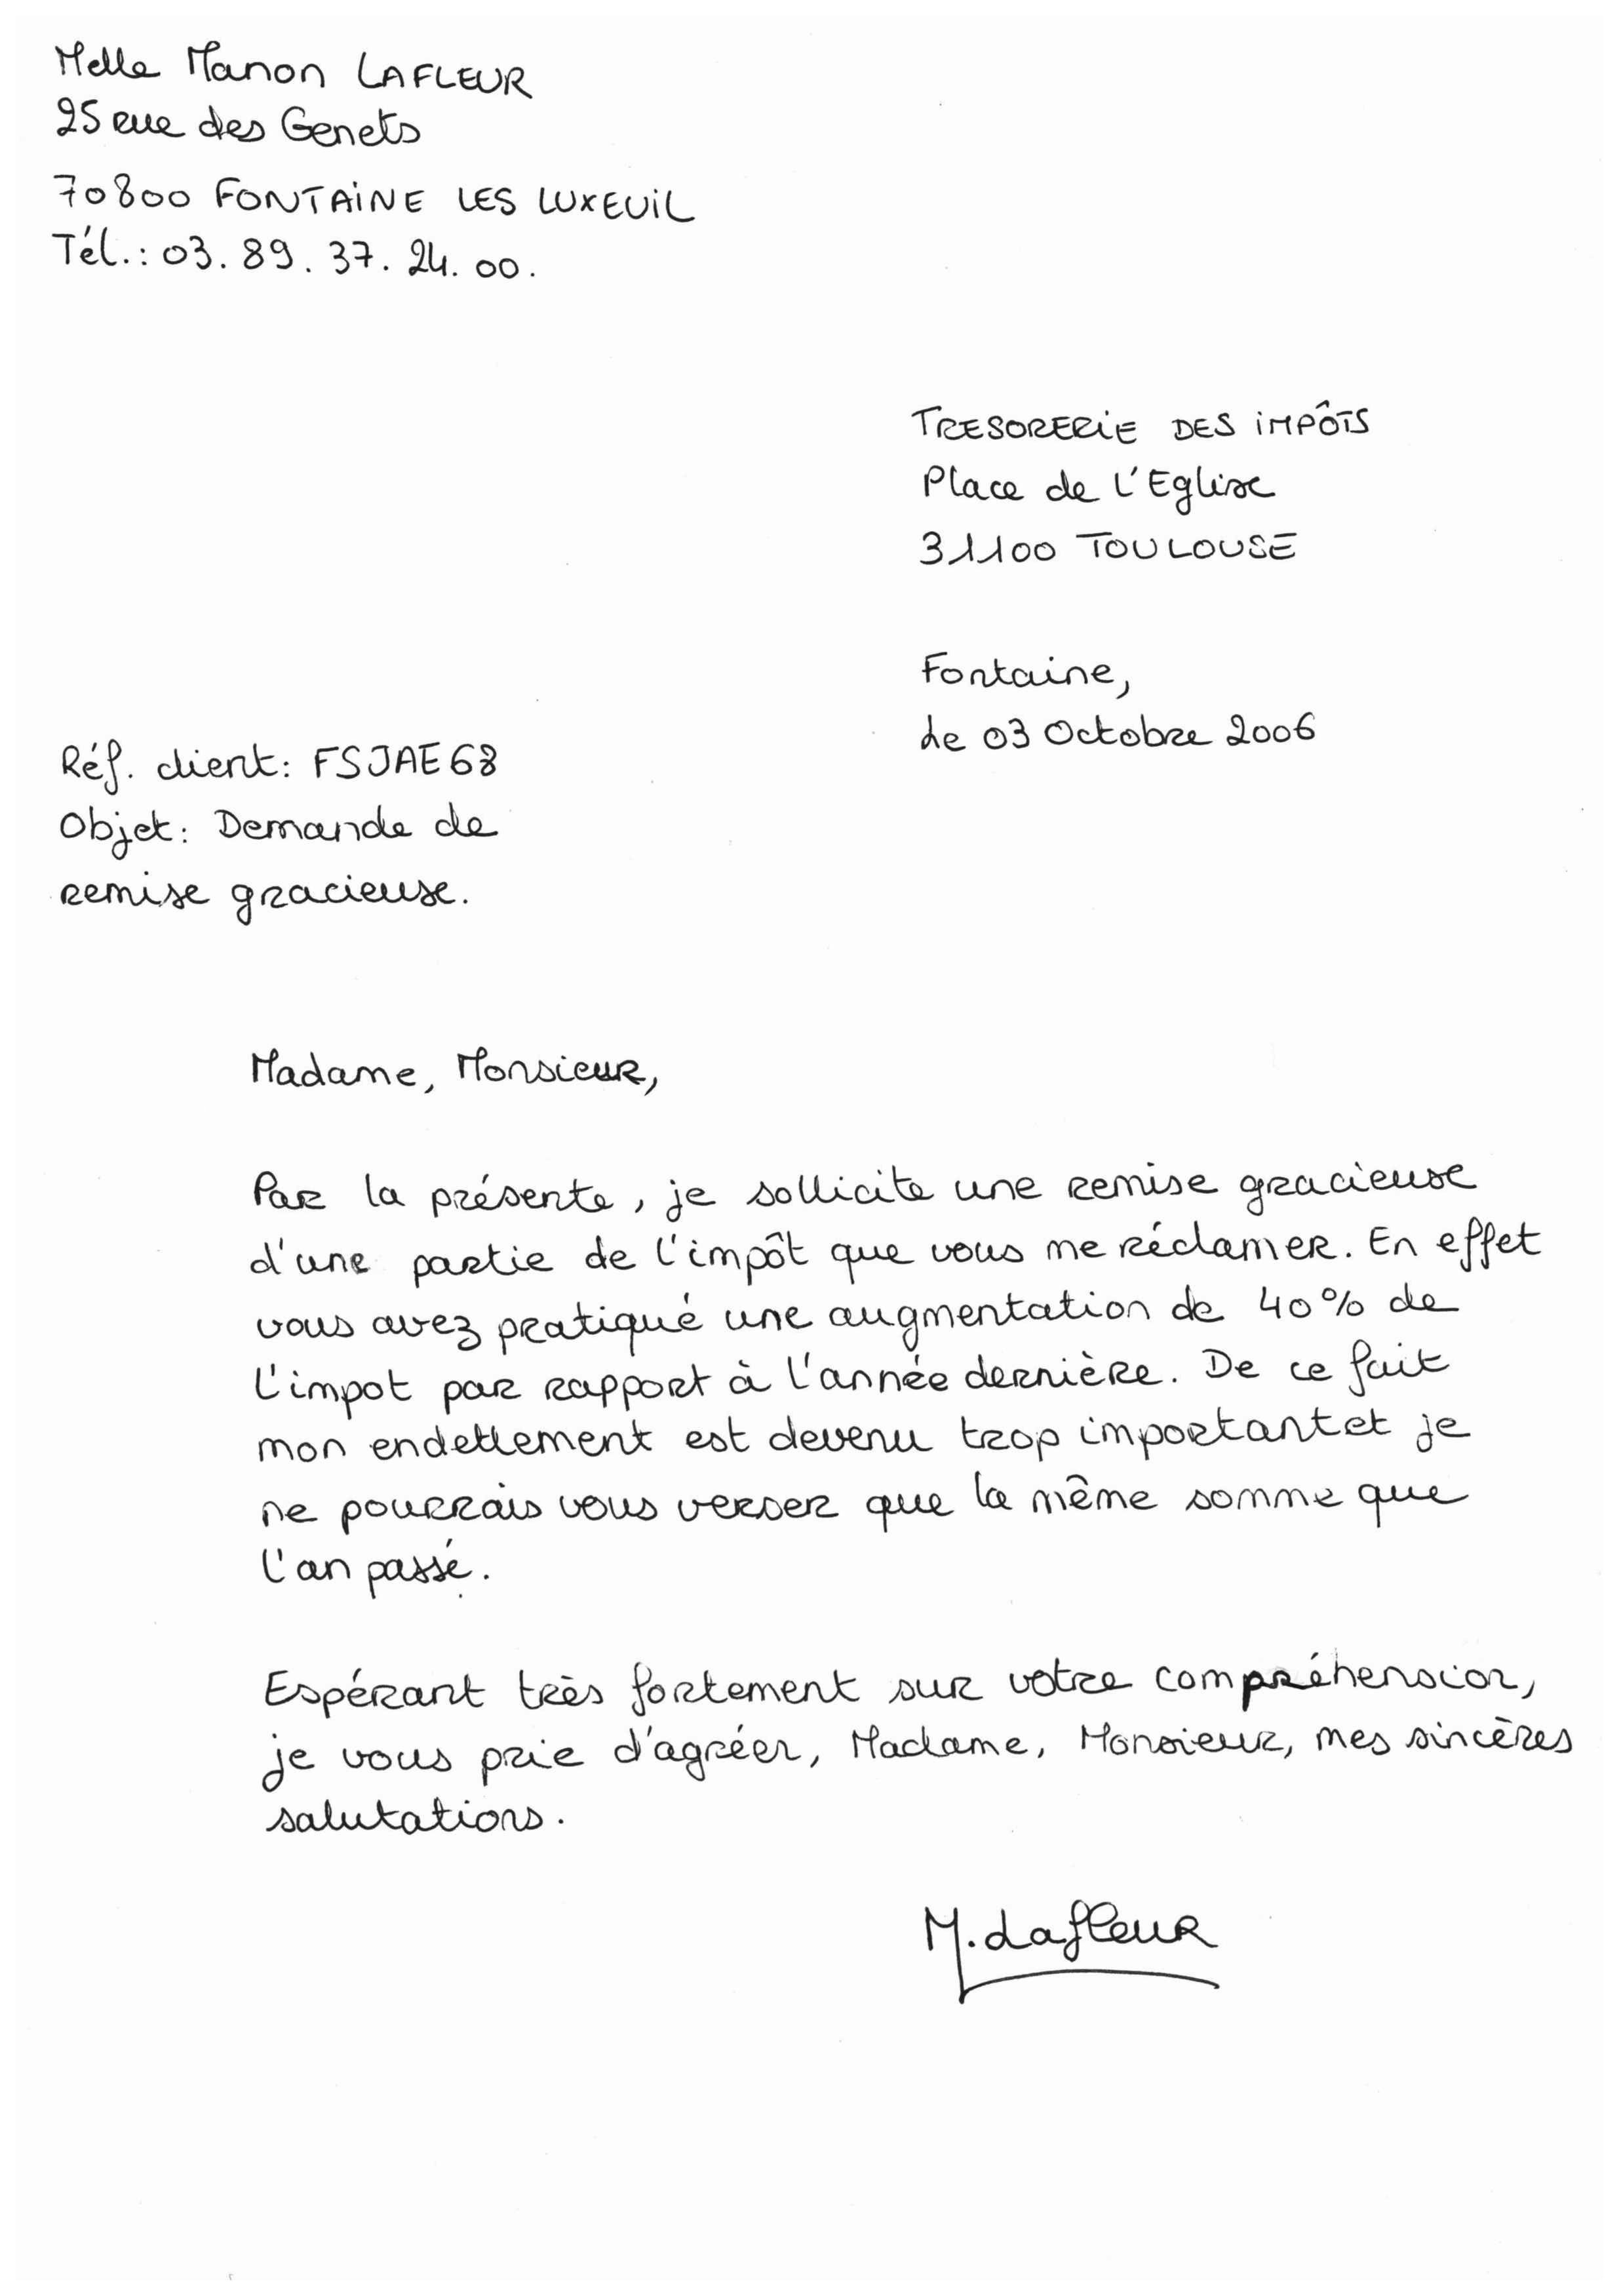 Melle Manon LAFLEUR
25 rue des Genets
70800 FONTAINE LES LUXEUIL
Tél.: 03.89.37.24.00.
TRESORERIE DES IMPÔTS
Place de L'Eglise
31100 TOULOUSE
Fontaine,
Le 03 Octobre 2006
Réf. client: FSJAE68
Objet: Demande de
remise gracieuse.
Madame, Monsieur,
Par la présente, je sollicite une remise gracieuse
d'une partie de l'impôt que vous me réclamer. En effet
vous avez pratiqué une augmentation de 40% de
l'impot par rapport à l'année dernière. De ce fait
mon endettement est devenu trop important et je
ne pourrais vous verser que la même somme que
l'an passé.
Espérant très fortement sur votre compréhension,
je vous prie d'agréer, Madame, Monsieur, mes sincères
salutations.
M. Lafleur